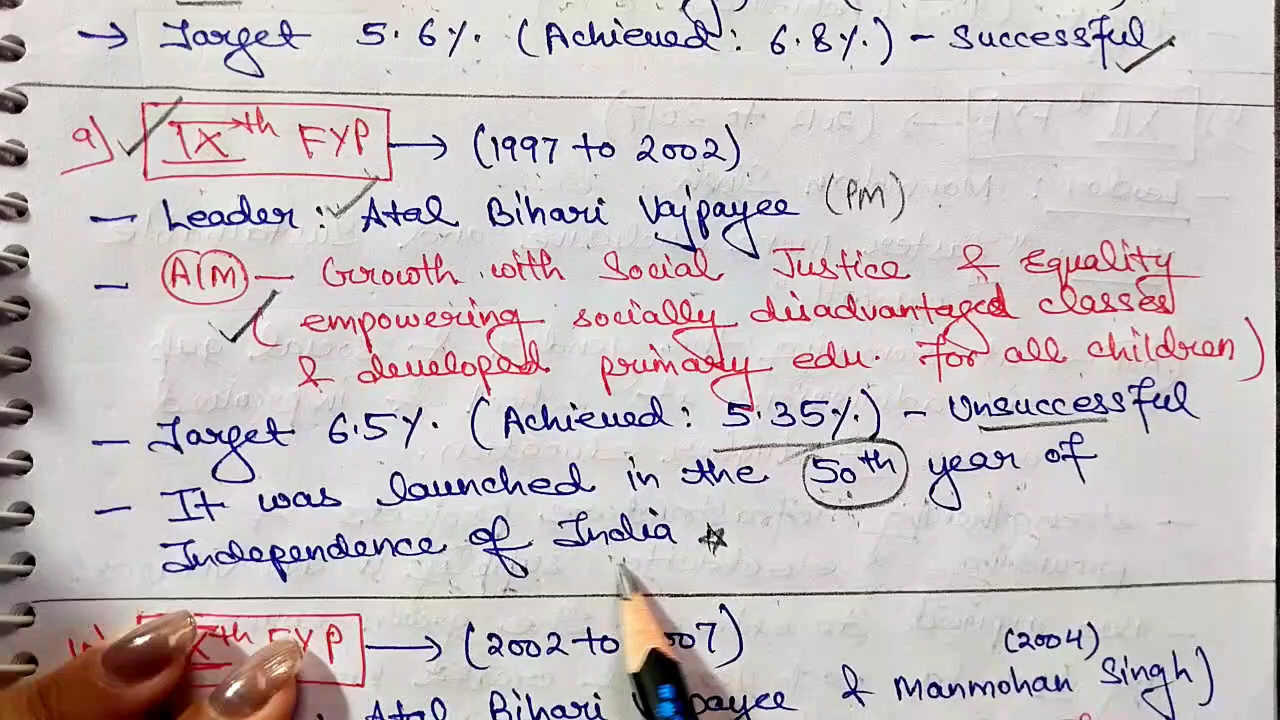 → Target 5.6%. (Achieved: 6.8%.) - Successful
9) IXth FYP → (1997 to 2002)
- Leader: Atal Bihari Vajpayee (PM)
- AIM - Growth with Social Justice & Equality
( empowering socially disadvantaged classes
& developed primary edu. for all children)
- Target 6.5%. (Achieved: 5.35%.) - Unsuccessful
- It was launched in the 50th year of
Independence of India ☆
Xth FYP → (2002 to 2007) (2004)
Atal Bihari Vajpayee & Manmohan Singh)